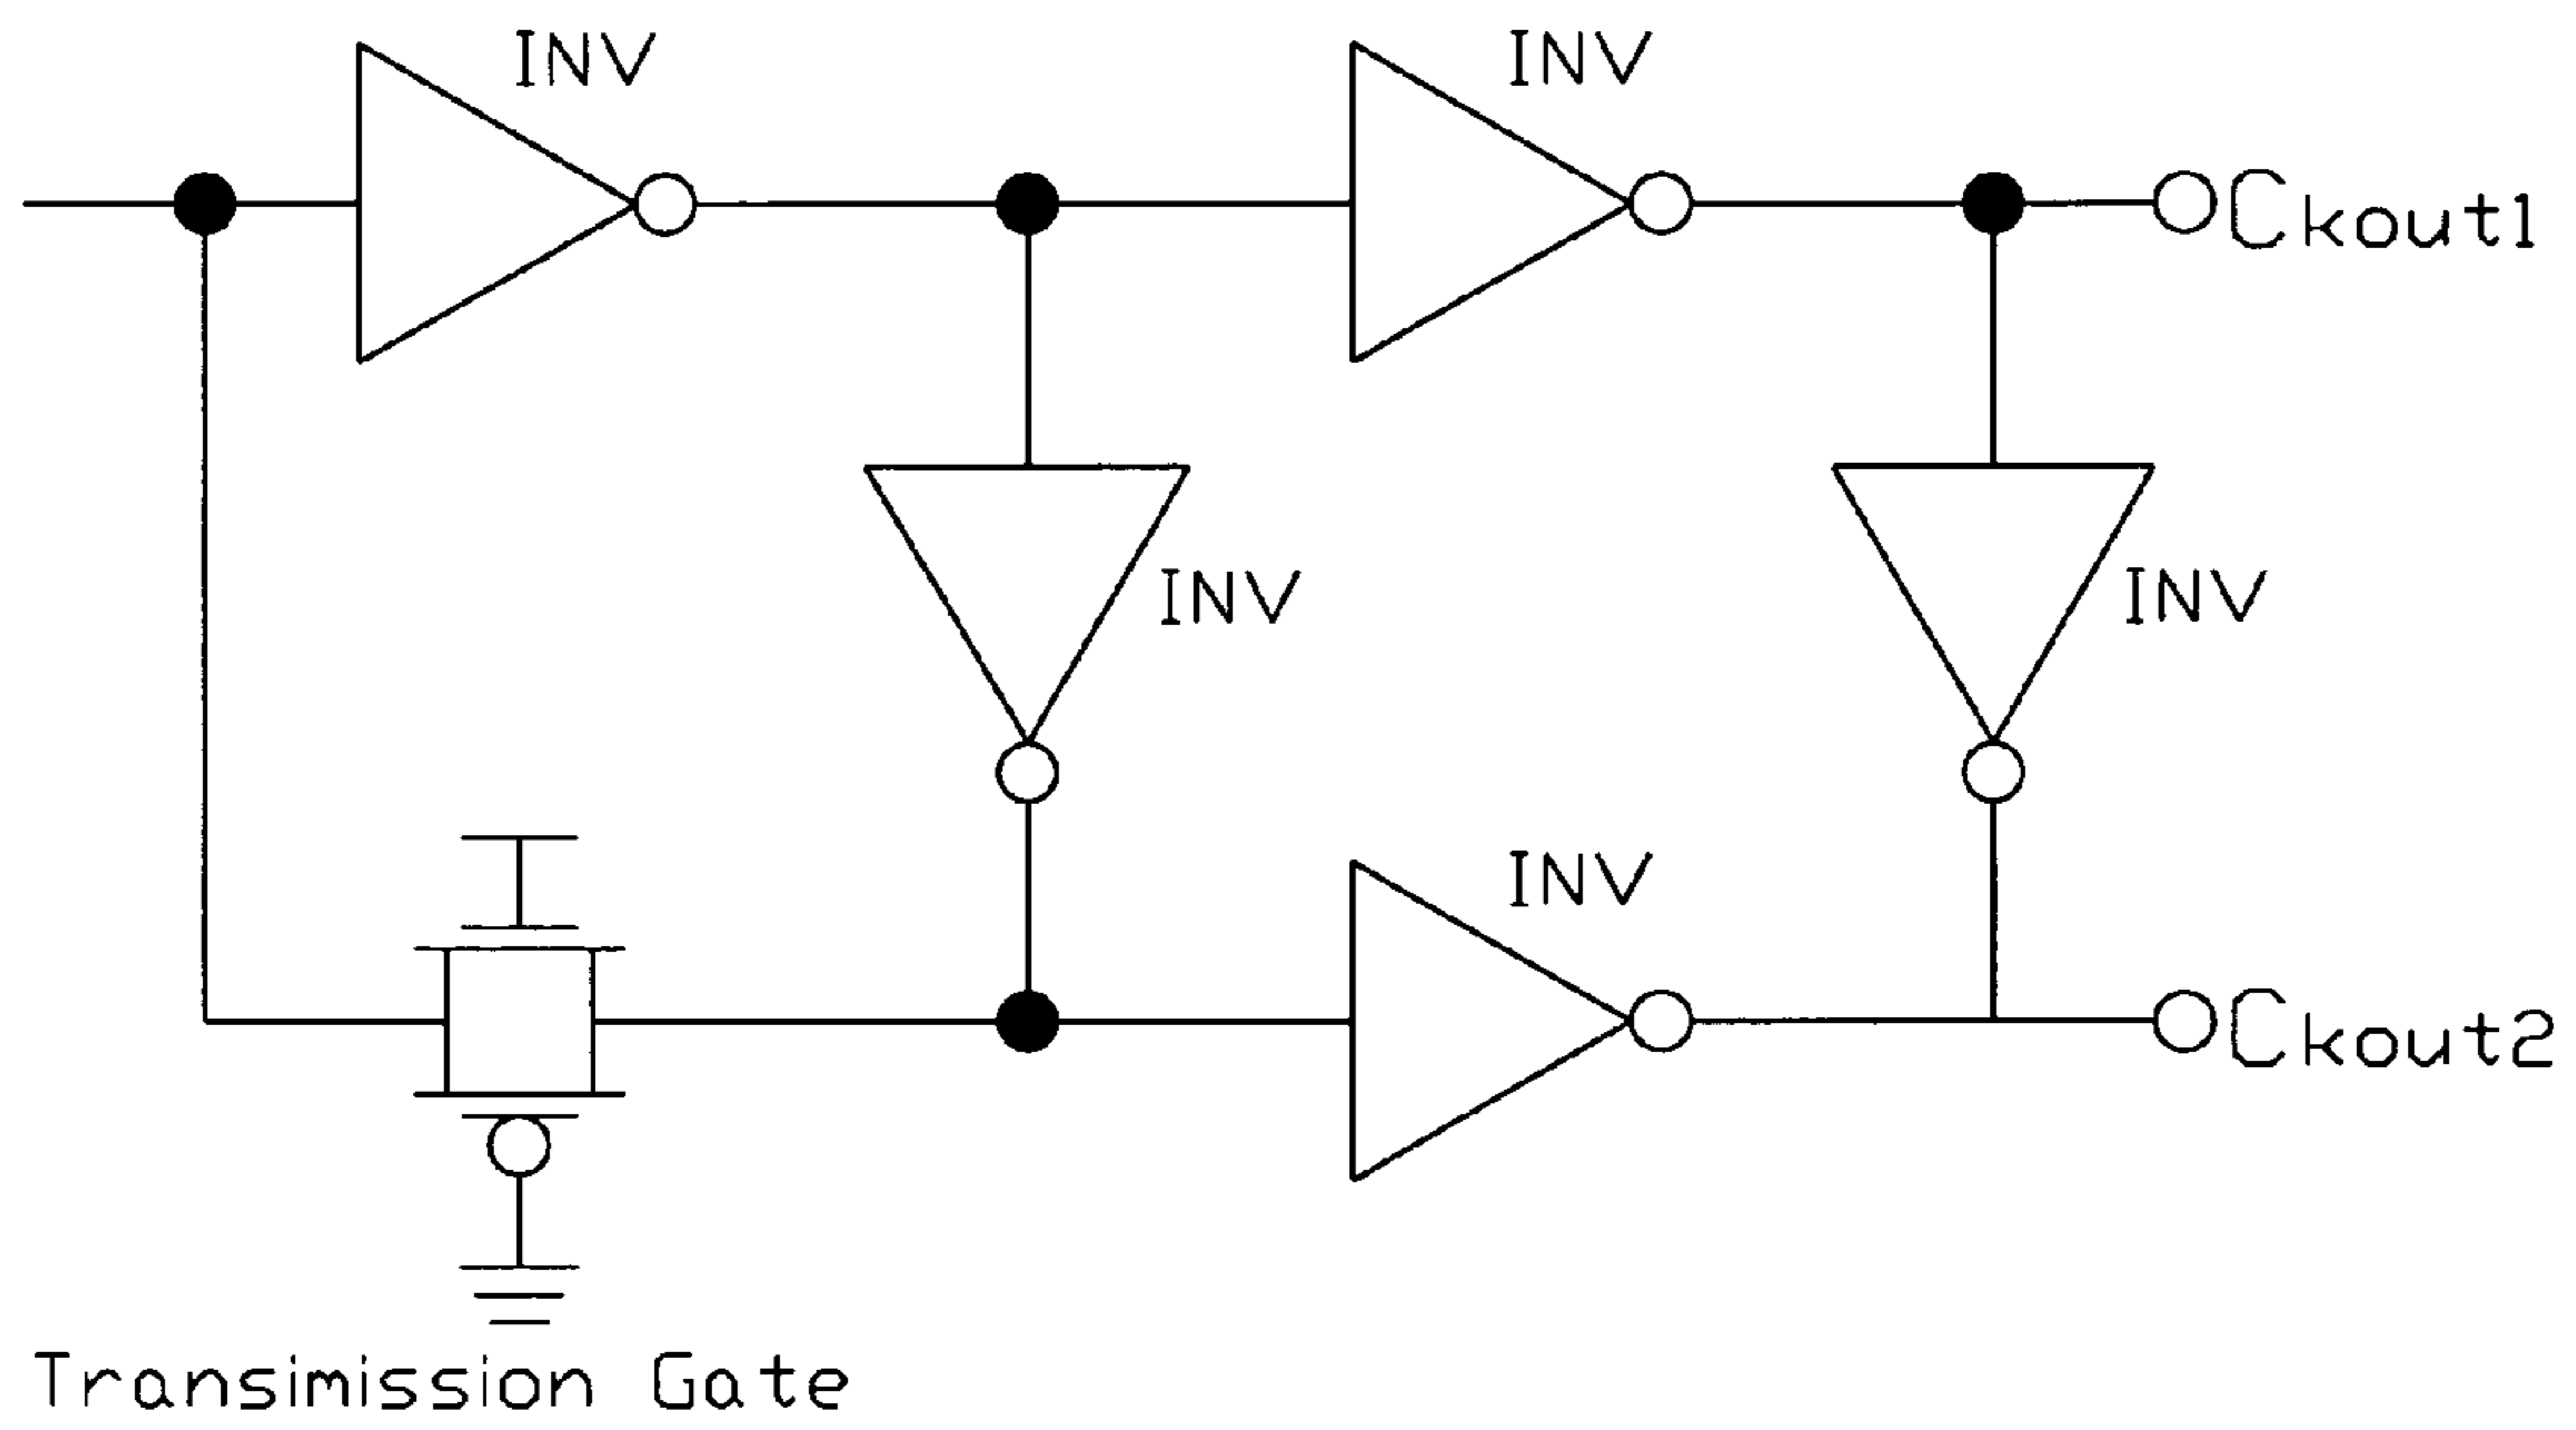 INV
INV
Ckout1
INV
INV
INV
Ckout2
Transimission Gate